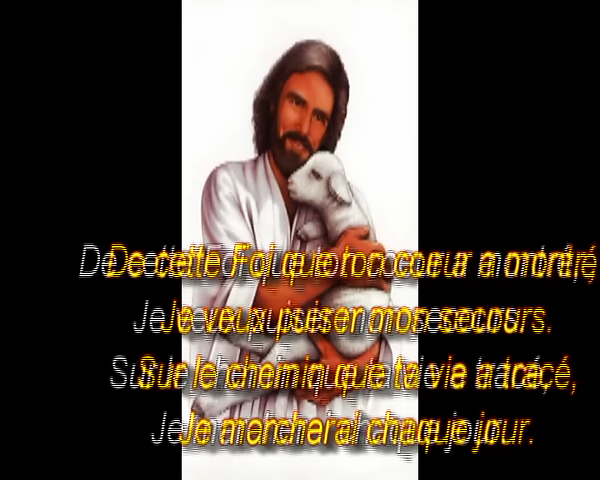 De cette Foi que ton coeur a montré,
Je veux puiser mon secours.
Sur le chemin que ta vie a tracé,
Je marcherai chaque jour.